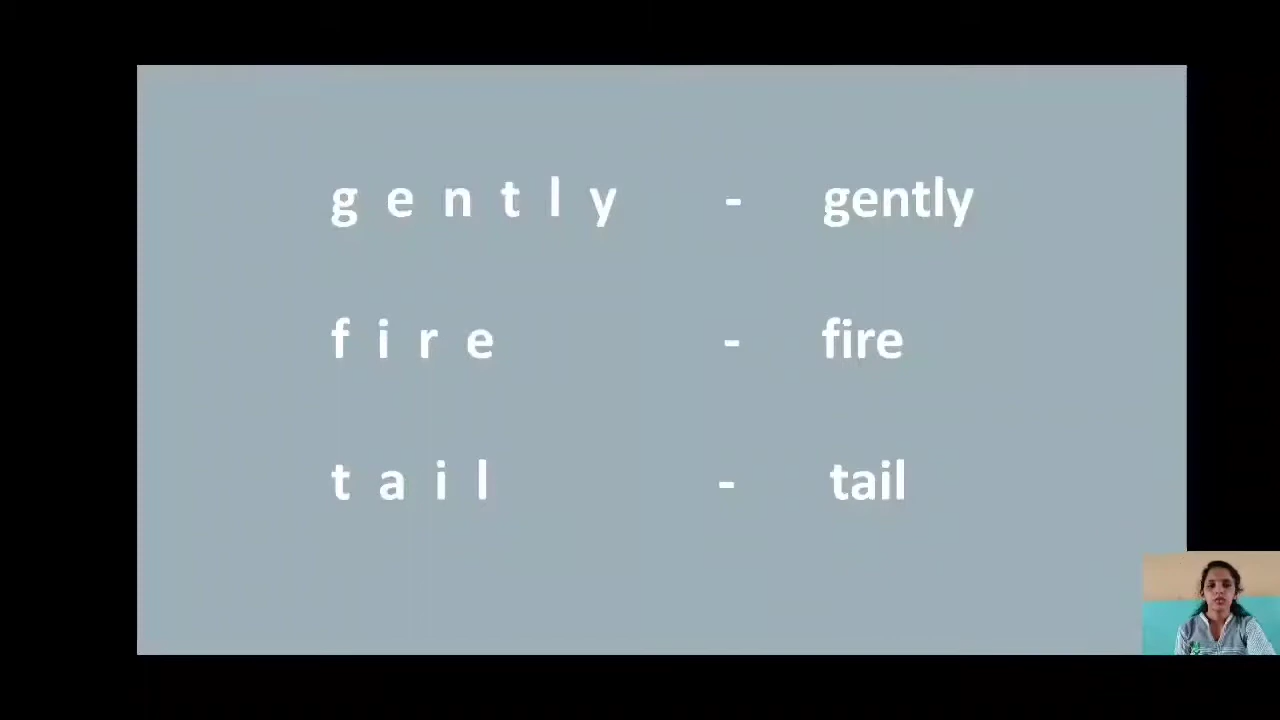 g e n t l y - gently
f i r e - fire
t a i l - tail